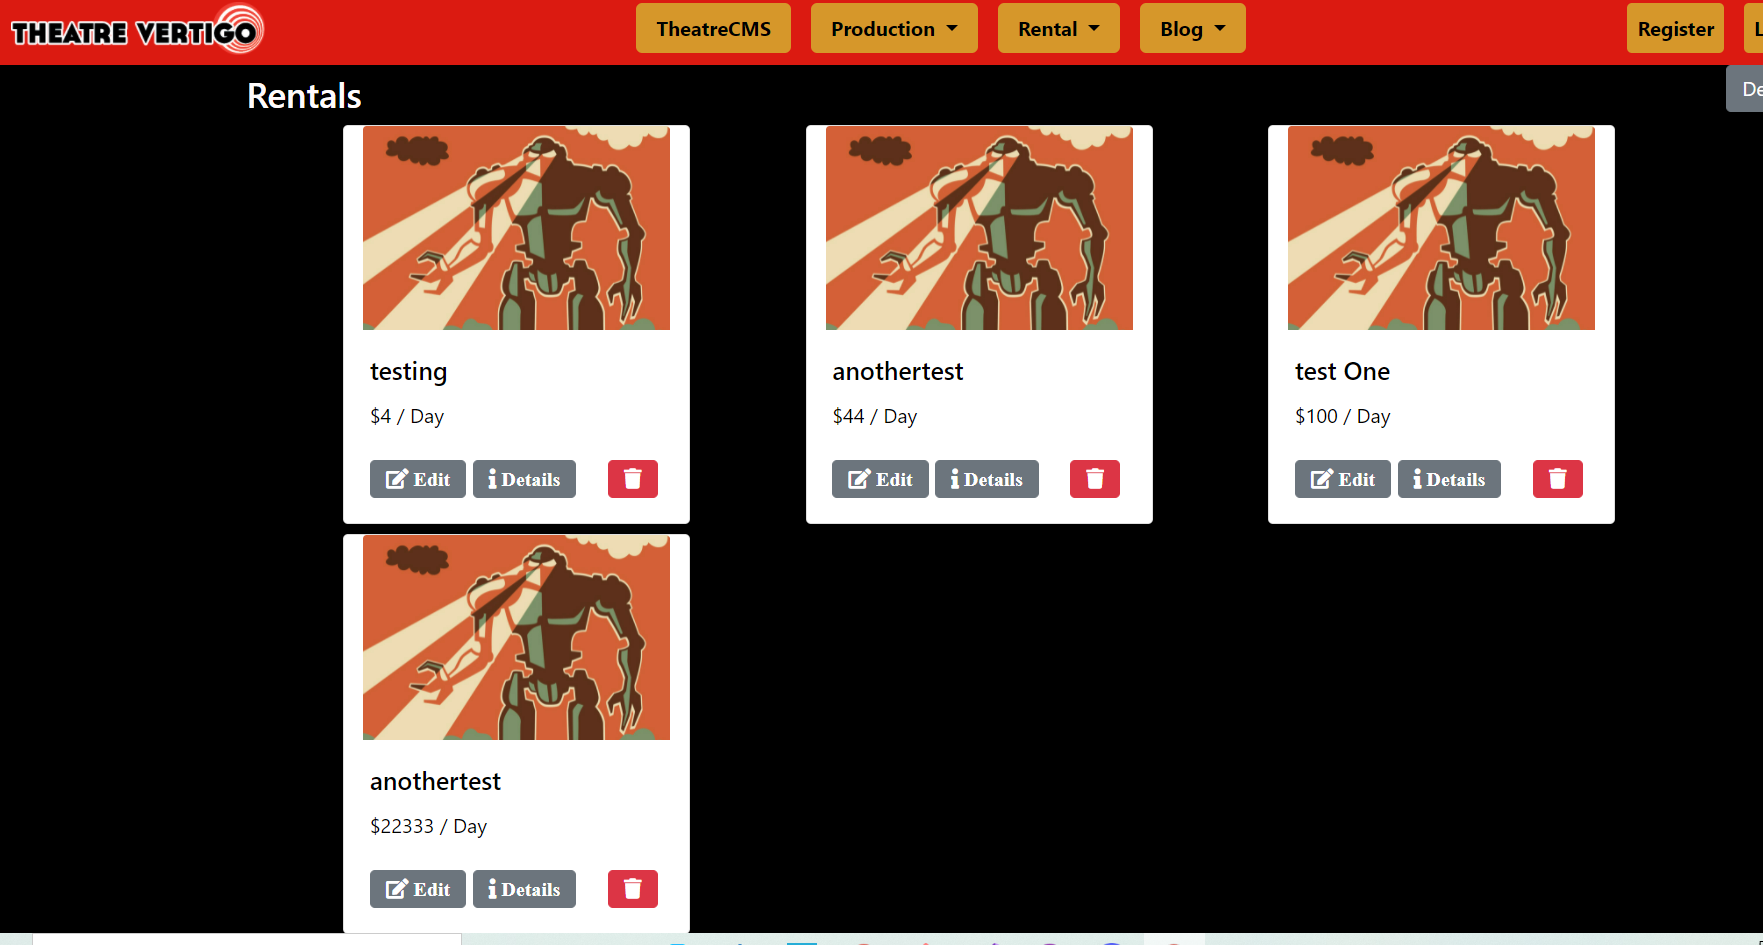 THEATRE VERTIGO
TheatreCMS
Production
Rental
Blog
Register
Rentals
testing
$4 / Day
Edit
Details
anothertest
$44 / Day
Edit
Details
test One
$100 / Day
Edit
Details
anothertest
$22333 / Day
Edit
Details